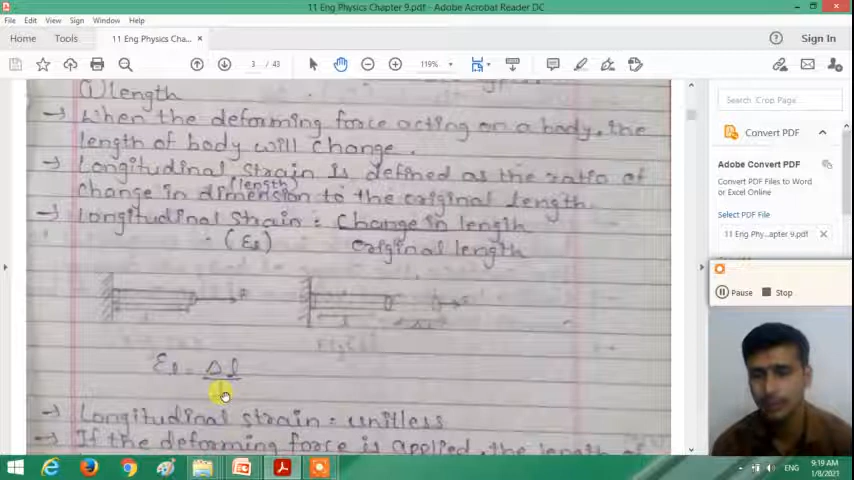 11 Eng Physics Chapter 9.pdf - Adobe Acrobat Reader DC
File Edit View Sign Window Help
Home Tools 11 Eng Physics Cha... × Sign In
3 / 43 119%
(i) length
→ When the deforming force acting on a body, the
length of body will change.
→ Longitudinal strain is defined as the ratio of
(length)
change in dimension to the original length.
→ Longitudinal strain = Change in length
(εl) original length
εl = Δl
→ Longitudinal strain = unitless
→ If the deforming force is applied, the length of
Search 'Crop Page'
Convert PDF
Adobe Convert PDF
Convert PDF Files to Word
or Excel Online
Select PDF File
11 Eng Phy...apter 9.pdf ×
Pause Stop
ENG
9:19 AM
1/8/2021